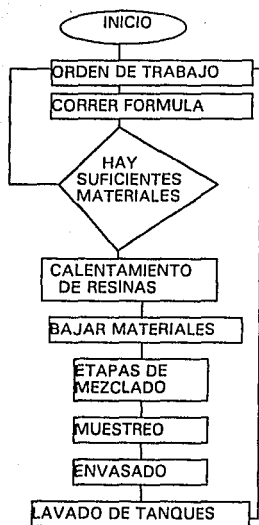 INICIO
ORDEN DE TRABAJO
CORRER FORMULA
HAY
SUFICIENTES
MATERIALES
CALENTAMIENTO
DE RESINAS
BAJAR MATERIALES
ETAPAS DE
MEZCLADO
MUESTREO
ENVASADO
LAVADO DE TANQUES